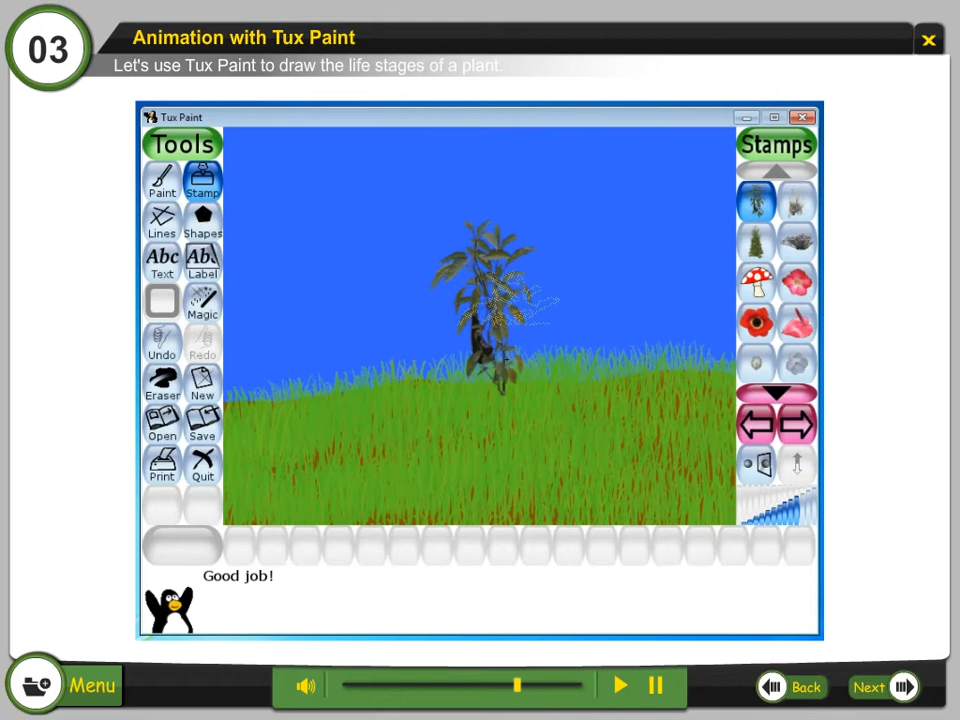 03
Animation with Tux Paint
Let's use Tux Paint to draw the life stages of a plant.
Tux Paint
Tools
Stamps
Paint
Stamp
Lines
Shapes
Abc
Text
Abc
Label
Magic
Undo
Redo
Eraser
New
Open
Save
Print
Quit
Good job!
Menu
Back
Next